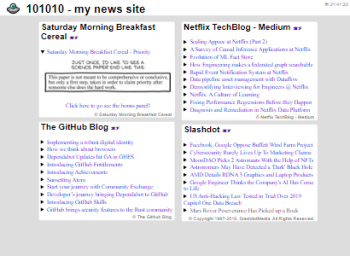 101010 - my news site
21:41:22
Saturday Morning Breakfast
Cereal
Saturday Morning Breakfast Cereal - Priority
JUST ONCE, I'D LIKE TO SEE A
SCIENCE PAPER END LIKE THIS.
This paper is not meant to be comprehensive or conclusive,
but only a first step, taken in order to claim priority after
someone else does the hard work.
Click here to go see the bonus panel!
© Saturday Morning Breakfast Cereal
Netflix TechBlog - Medium
Scaling Appsec at Netflix (Part 2)
A Survey of Causal Inference Applications at Netflix
Evolution of ML Fact Store
How Netflix engineering makes a federated graph searchable
Rapid Event Notification System at Netflix
Data pipeline asset management with Dataflow
Demystifying Interviewing for Engineers @ Netflix
Netflix: A Culture of Learning
Fixing Performance Regressions Before they Happen
Diagnosis and Remediation in Netflix Data Platform
© Netflix TechBlog - Medium
The GitHub Blog
Implementing a robust digital identity
How we think about browsers
Dependabot Updates hit GA in GHES
Introducing GitHub Entitlements
Introducing Achievements
Sunsetting Atom
Start your journey with Community Exchange
Developer's journey bringing Dependabot to GitHub
Introducing GitHub Skills
GitHub brings security features to the Rust community
© The GitHub Blog
Slashdot
Facebook, Google Oppose Buffett Wind Farm Project
Cybersecurity Rarely Lives Up To Marketing Claims
MoonDAO Picks 2 Astronauts With the Help of NFTs
Astronomers May Have Detected a 'Dark' Black Hole
AMD Details RDNA 3 Graphics and Laptop Products
Google Engineer Thinks the Company's AI Has Come
to Life
US Anti-Hacking Law Tested in Trial Over 2019
Capitol One Data Breach
Mars Rover Perseverance Has Picked up a Rock
© Copyright 1997-2016, SlashdotMedia. All Rights Reserved.